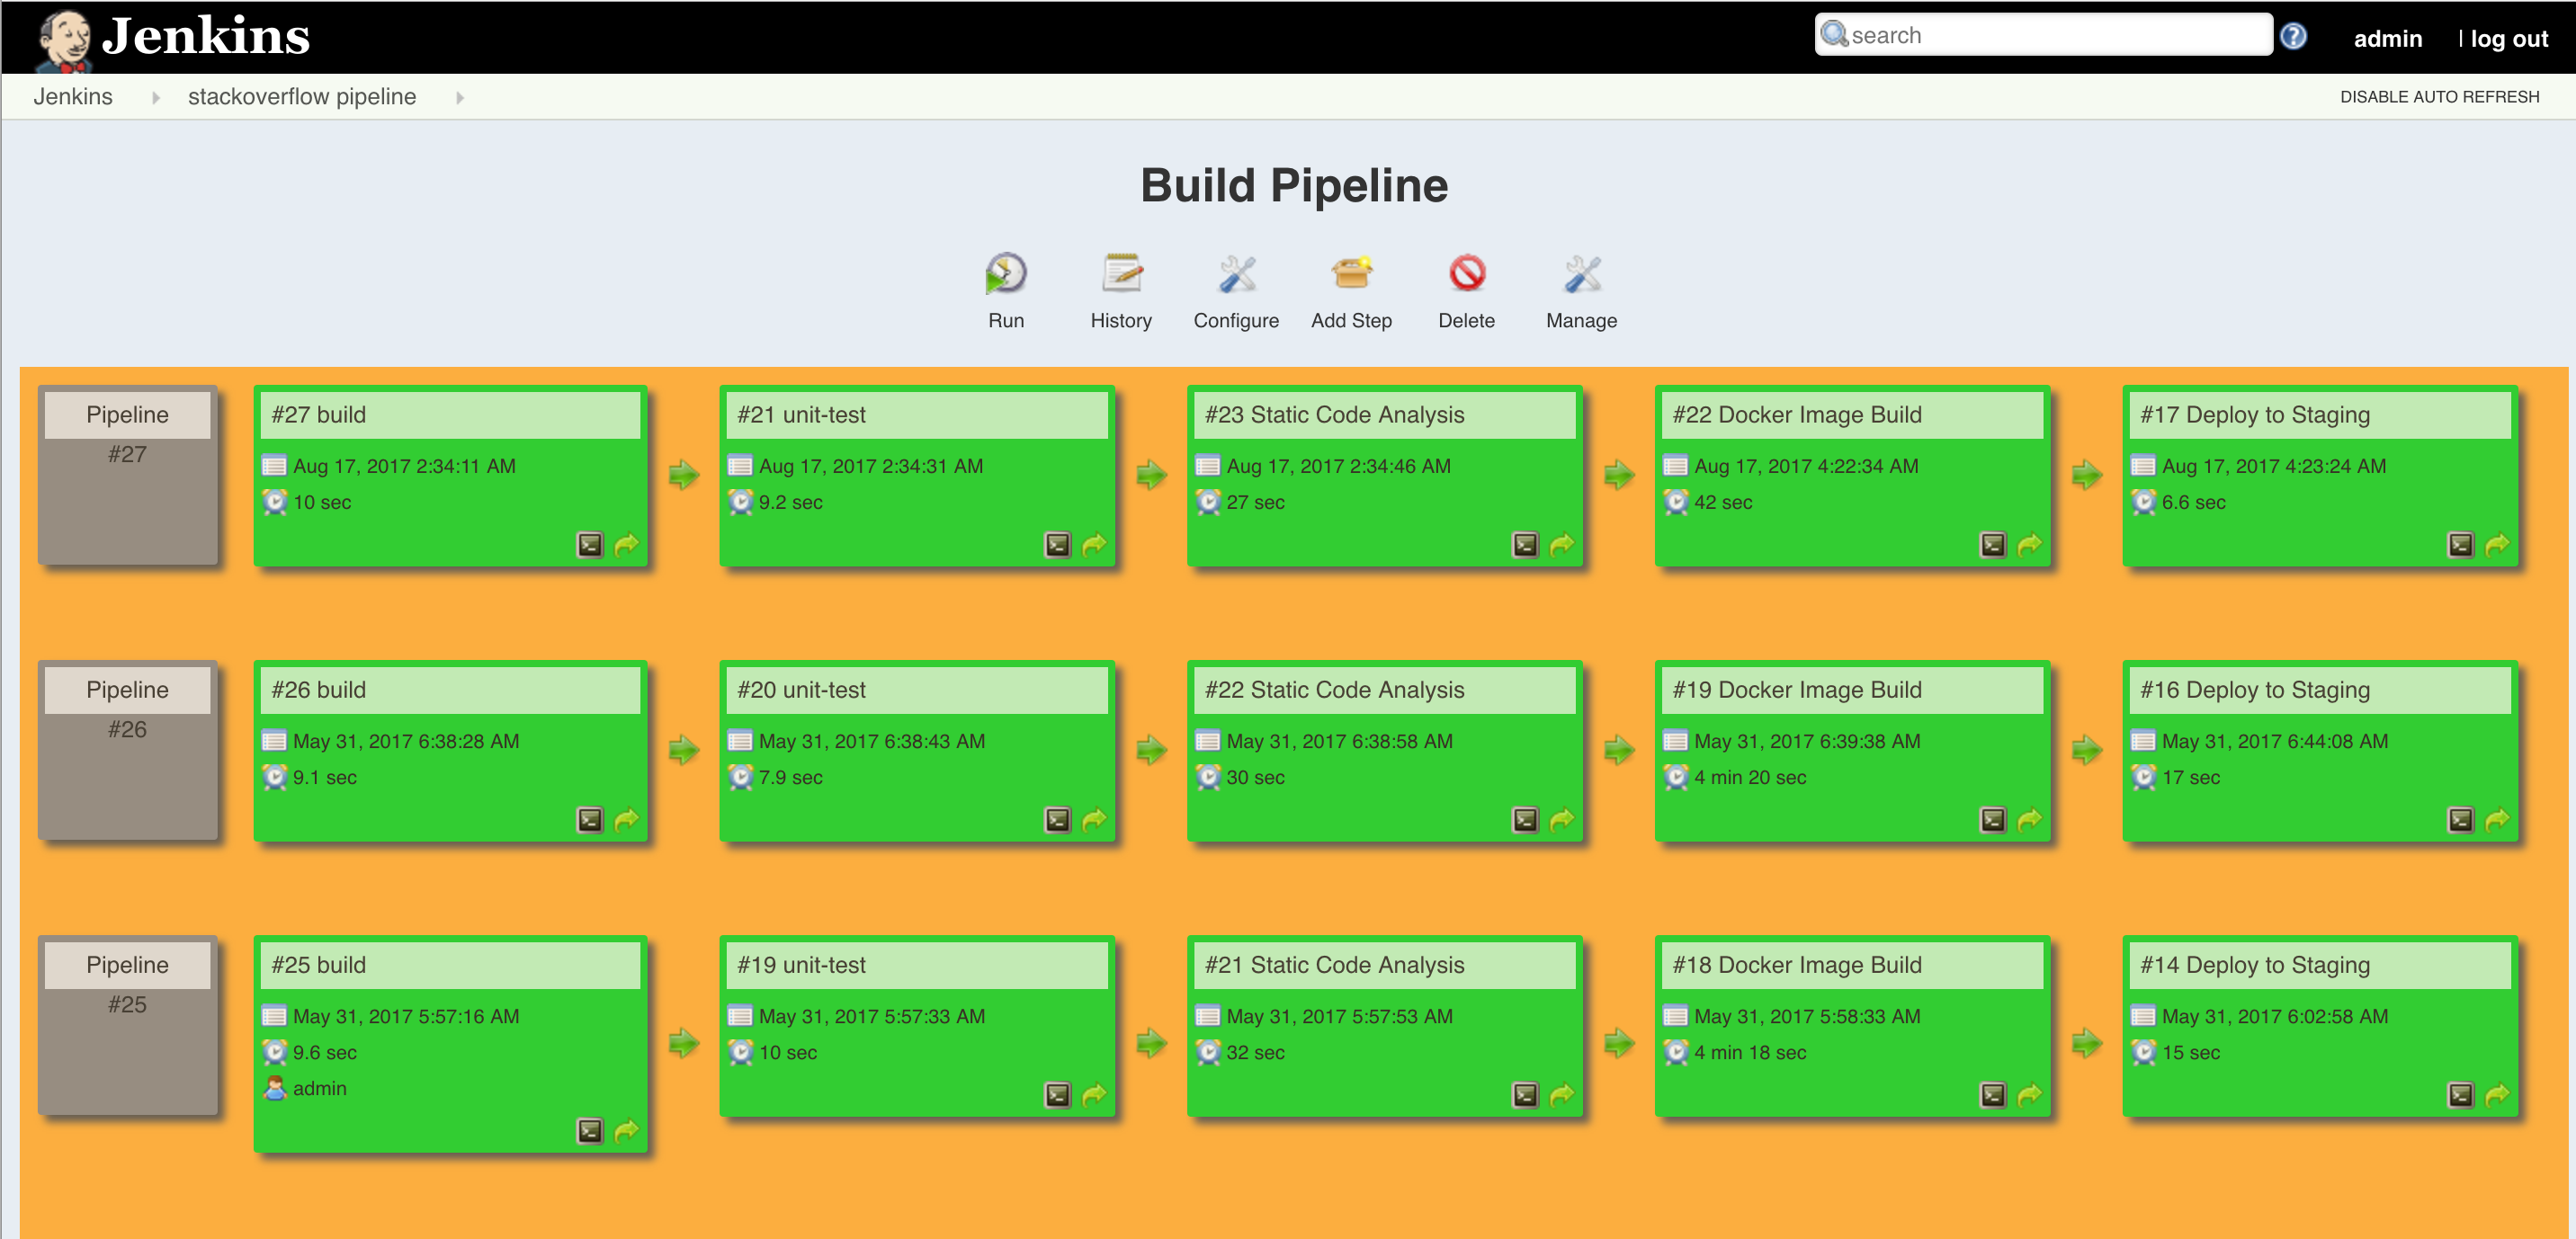 Jenkins
search
admin
| log out
Jenkins
stackoverflow pipeline
DISABLE AUTO REFRESH
Build Pipeline
Run
History
Configure
Add Step
Delete
Manage
Pipeline
#27
#27 build
Aug 17, 2017 2:34:11 AM
10 sec
#21 unit-test
Aug 17, 2017 2:34:31 AM
9.2 sec
#23 Static Code Analysis
Aug 17, 2017 2:34:46 AM
27 sec
#22 Docker Image Build
Aug 17, 2017 4:22:34 AM
42 sec
#17 Deploy to Staging
Aug 17, 2017 4:23:24 AM
6.6 sec
Pipeline
#26
#26 build
May 31, 2017 6:38:28 AM
9.1 sec
#20 unit-test
May 31, 2017 6:38:43 AM
7.9 sec
#22 Static Code Analysis
May 31, 2017 6:38:58 AM
30 sec
#19 Docker Image Build
May 31, 2017 6:39:38 AM
4 min 20 sec
#16 Deploy to Staging
May 31, 2017 6:44:08 AM
17 sec
Pipeline
#25
#25 build
May 31, 2017 5:57:16 AM
9.6 sec
admin
#19 unit-test
May 31, 2017 5:57:33 AM
10 sec
#21 Static Code Analysis
May 31, 2017 5:57:53 AM
32 sec
#18 Docker Image Build
May 31, 2017 5:58:33 AM
4 min 18 sec
#14 Deploy to Staging
May 31, 2017 6:02:58 AM
15 sec